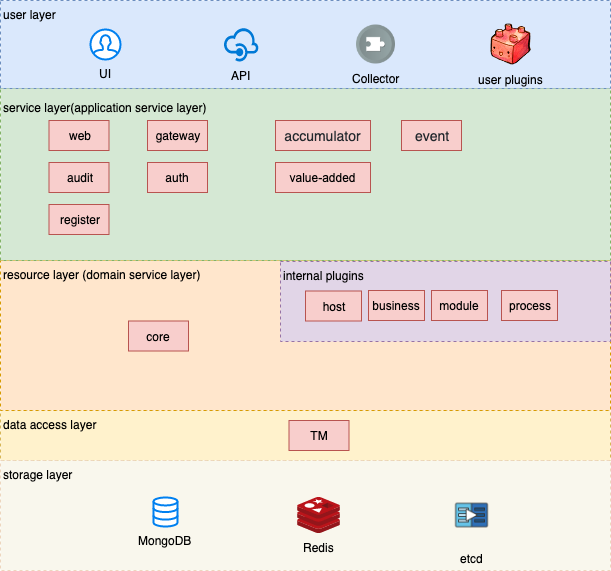 user layer
UI
API
Collector
user plugins
service layer(application service layer)
web
gateway
accumulator
event
audit
auth
value-added
register
resource layer (domain service layer)
internal plugins
host
business
module
process
core
data access layer
TM
storage layer
MongoDB
Redis
etcd